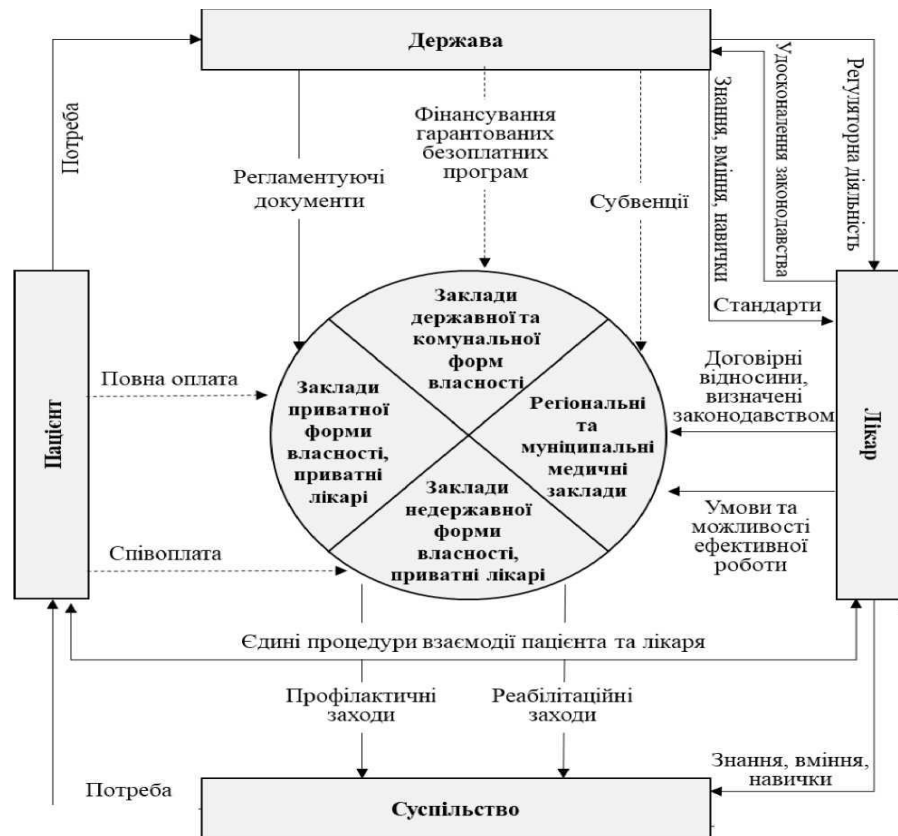 Держава
Потреба
Регламентуючі
документи
Фінансування
гарантованих
безоплатних
програм
Субвенції
Знання, вміння, навички
Удосконалення законодавства
Регуляторна діяльність
Стандарти
Пацієнт
Повна оплата
Співоплата
Заклади
державної та
комунальної
форм
власності
Заклади
приватної
форми
власності,
приватні
лікарі
Регіональні
та
муніципальні
медичні
заклади
Заклади
недержавної
форми
власності,
приватні лікарі
Договірні
відносини,
визначені
законодавством
Умови та
можливості
ефективної
роботи
Лікар
Єдині процедури взаємодії пацієнта та лікаря
Профілактичні
заходи
Реабілітаційні
заходи
Знання, вміння,
навички
Потреба
Суспільство